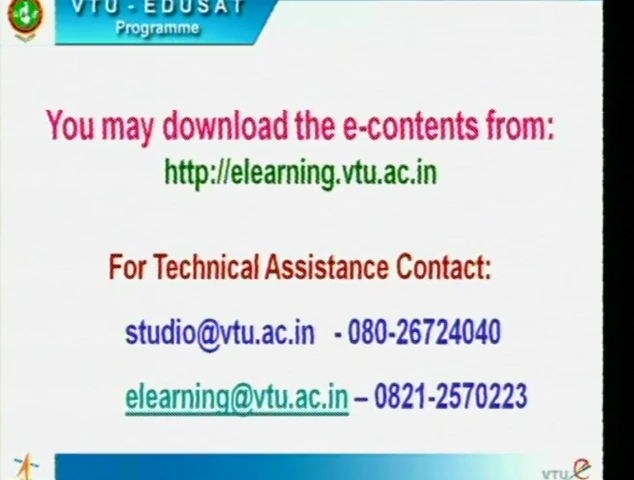 VTU - EDUSAT
Programme
You may download the e-contents from:
http://elearning.vtu.ac.in
For Technical Assistance Contact:
studio@vtu.ac.in - 080-26724040
elearning@vtu.ac.in – 0821-2570223
VTU e